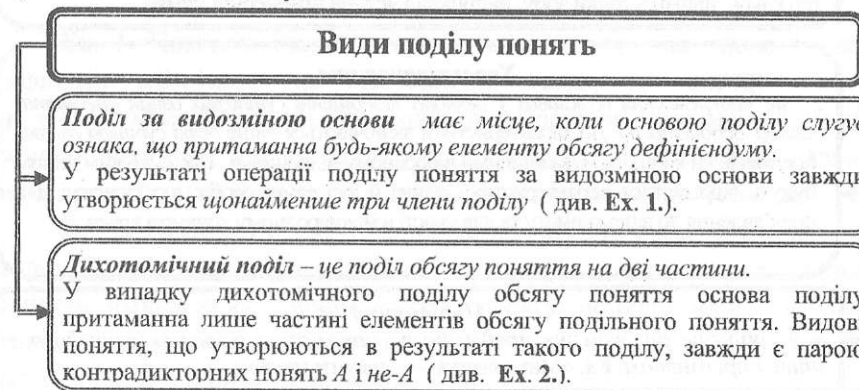 Види поділу понять
Поділ за видозміною основи має місце, коли основою поділу слугує
ознака, що притаманна будь-якому елементу обсягу дефінієндуму.
У результаті операції поділу поняття за видозміною основи завжди
утворюється щонайменше три члени поділу ( див. Ex. 1.).
Дихотомічний поділ – це поділ обсягу поняття на дві частини.
У випадку дихотомічного поділу обсягу поняття основа поділу
притаманна лише частині елементів обсягу подільного поняття. Видові
поняття, що утворюються в результаті такого поділу, завжди є парою
контрадикторних понять А і не-А ( див. Ex. 2.).